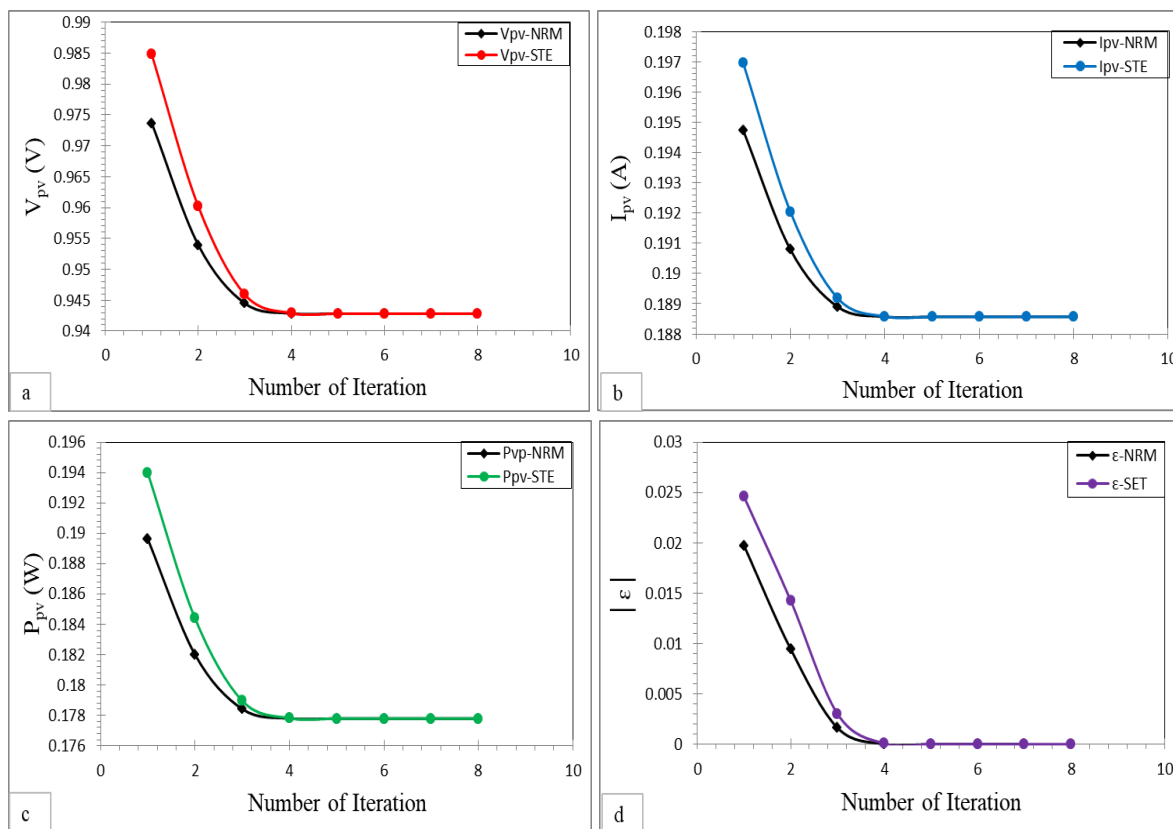 0.99
0.985
0.98
0.975
0.97
0.965
0.96
0.955
0.95
0.945
0.94
V_pv (V)
Vpv-NRM
Vpv-STE
0 2 4 6 8 10
Number of Iteration
a
0.198
0.197
0.196
0.195
0.194
0.193
0.192
0.191
0.19
0.189
0.188
I_pv (A)
Ipv-NRM
Ipv-STE
0 2 4 6 8 10
Number of Iteration
b
0.196
0.194
0.192
0.19
0.188
0.186
0.184
0.182
0.18
0.178
0.176
P_pv (W)
Pvp-NRM
Ppv-STE
0 2 4 6 8 10
Number of Iteration
c
0.03
0.025
0.02
0.015
0.01
0.005
0
| ε |
ε-NRM
ε-SET
0 2 4 6 8 10
Number of Iteration
d